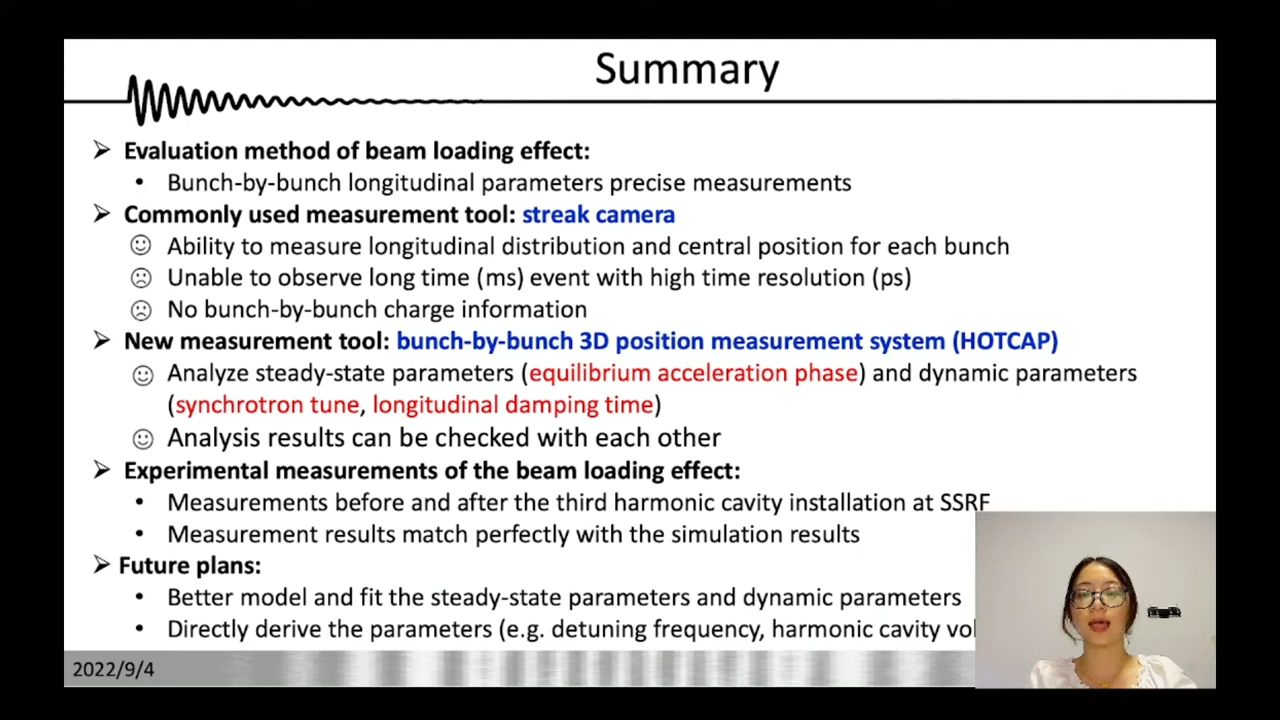 Summary
➢ Evaluation method of beam loading effect:
• Bunch-by-bunch longitudinal parameters precise measurements
➢ Commonly used measurement tool: streak camera
☺ Ability to measure longitudinal distribution and central position for each bunch
☹ Unable to observe long time (ms) event with high time resolution (ps)
☹ No bunch-by-bunch charge information
➢ New measurement tool: bunch-by-bunch 3D position measurement system (HOTCAP)
☺ Analyze steady-state parameters (equilibrium acceleration phase) and dynamic parameters
(synchrotron tune, longitudinal damping time)
☺ Analysis results can be checked with each other
➢ Experimental measurements of the beam loading effect:
• Measurements before and after the third harmonic cavity installation at SSRF
• Measurement results match perfectly with the simulation results
➢ Future plans:
• Better model and fit the steady-state parameters and dynamic parameters
• Directly derive the parameters (e.g. detuning frequency, harmonic cavity
2022/9/4